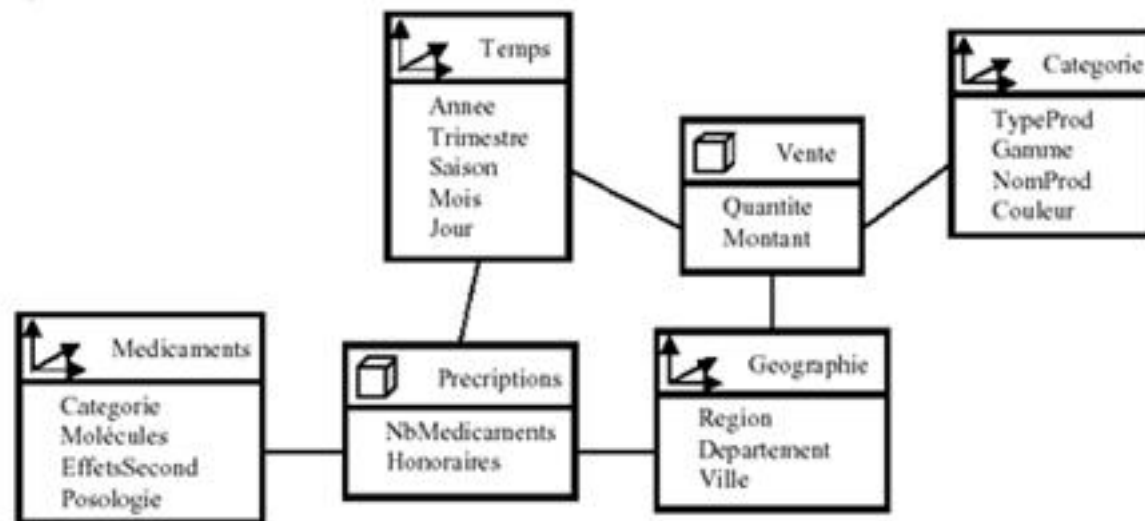 Temps
Annee
Trimestre
Saison
Mois
Jour
Categorie
TypeProd
Gamme
NomProd
Couleur
Vente
Quantite
Montant
Medicaments
Categorie
Molécules
EffetsSecond
Posologie
Precriptions
NbMedicaments
Honoraires
Geographie
Region
Departement
Ville